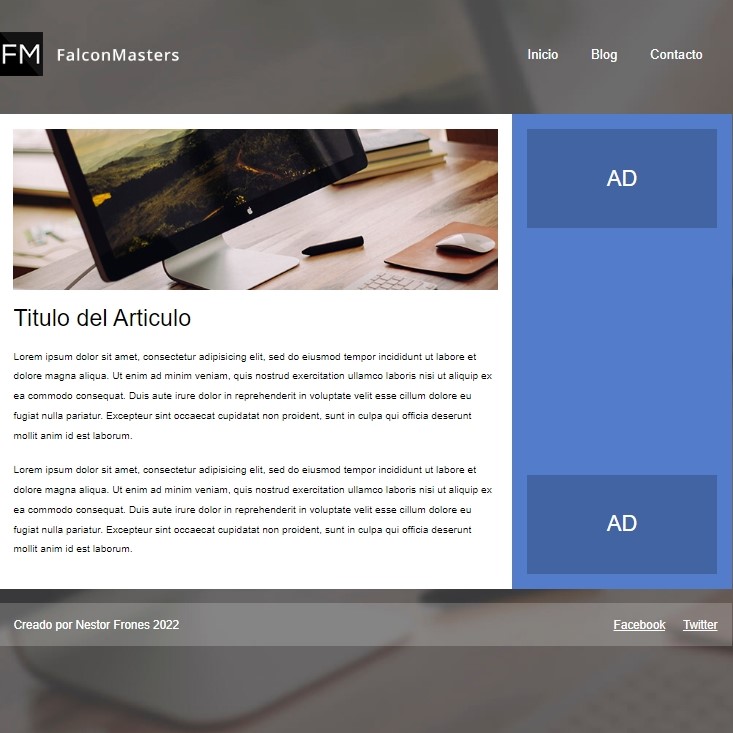 FM FalconMasters
Inicio Blog Contacto
AD
Titulo del Articulo
Lorem ipsum dolor sit amet, consectetur adipisicing elit, sed do eiusmod tempor incididunt ut labore et
dolore magna aliqua. Ut enim ad minim veniam, quis nostrud exercitation ullamco laboris nisi ut aliquip ex
ea commodo consequat. Duis aute irure dolor in reprehenderit in voluptate velit esse cillum dolore eu
fugiat nulla pariatur. Excepteur sint occaecat cupidatat non proident, sunt in culpa qui officia deserunt
mollit anim id est laborum.
Lorem ipsum dolor sit amet, consectetur adipisicing elit, sed do eiusmod tempor incididunt ut labore et
dolore magna aliqua. Ut enim ad minim veniam, quis nostrud exercitation ullamco laboris nisi ut aliquip ex
ea commodo consequat. Duis aute irure dolor in reprehenderit in voluptate velit esse cillum dolore eu
fugiat nulla pariatur. Excepteur sint occaecat cupidatat non proident, sunt in culpa qui officia deserunt
mollit anim id est laborum.
AD
Creado por Nestor Frones 2022
Facebook Twitter